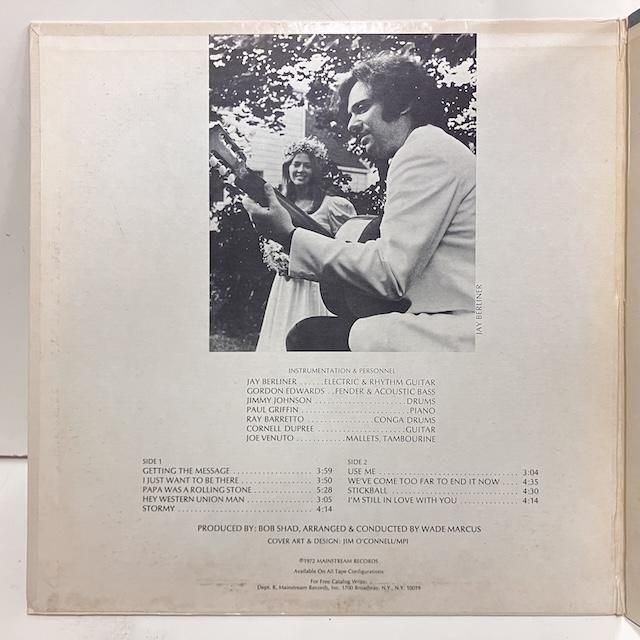 JAY BERLINER
INSTRUMENTATION & PERSONNEL
JAY BERLINER ......ELECTRIC & RHYTHM GUITAR
GORDON EDWARDS ..FENDER & ACOUSTIC BASS
JIMMY JOHNSON ....................DRUMS
PAUL GRIFFIN .......................PIANO
RAY BARRETTO ..............CONGA DRUMS
CORNELL DUPREE ....................GUITAR
JOE VENUTO ...........MALLETS, TAMBOURINE
SIDE 1
GETTING THE MESSAGE ................3:59
I JUST WANT TO BE THERE ..............3:50
PAPA WAS A ROLLING STONE ............5:28
HEY WESTERN UNION MAN .............3:05
STORMY ...........................4:14
SIDE 2
USE ME ............................3:04
WE'VE COME TOO FAR TO END IT NOW ....4:35
STICKBALL .........................4:30
I'M STILL IN LOVE WITH YOU .............4:14
PRODUCED BY: BOB SHAD, ARRANGED & CONDUCTED BY WADE MARCUS
COVER ART & DESIGN: JIM O'CONNELL/MPI
℗1972 MAINSTREAM RECORDS
Available On All Tape Configurations
For Free Catalog Write:
Dept. R, Mainstream Records, Inc. 1700 Broadway, N.Y., N.Y. 10019